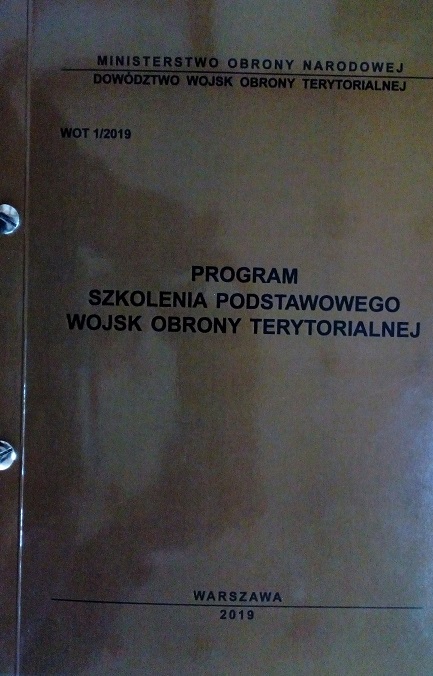 MINISTERSTWO OBRONY NARODOWEJ
DOWÓDZTWO WOJSK OBRONY TERYTORIALNEJ
WOT 1/2019
PROGRAM
SZKOLENIA PODSTAWOWEGO
WOJSK OBRONY TERYTORIALNEJ
WARSZAWA
2019